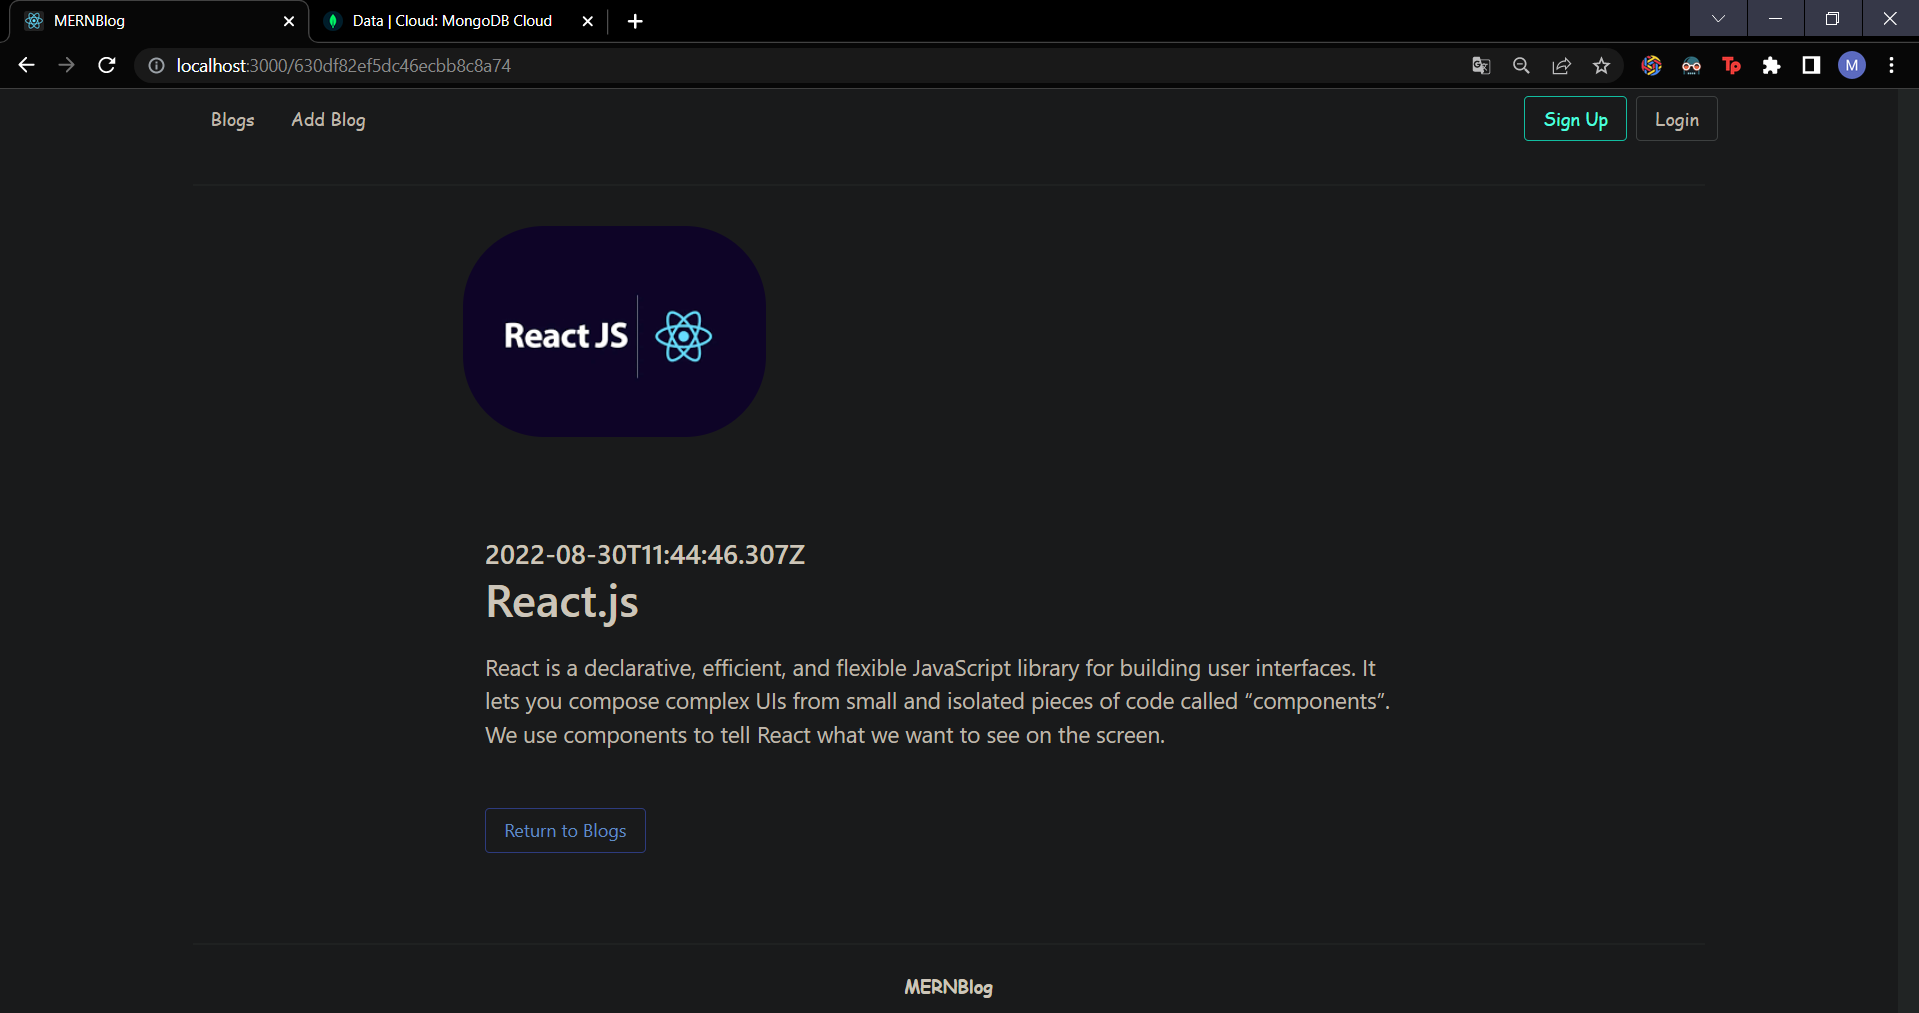 MERNBlog
Data | Cloud: MongoDB Cloud
localhost:3000/630df82ef5dc46ecbb8c8a74
Tp
M
Blogs
Add Blog
Sign Up
Login
React JS
2022-08-30T11:44:46.307Z
React.js
React is a declarative, efficient, and flexible JavaScript library for building user interfaces. It
lets you compose complex UIs from small and isolated pieces of code called “components”.
We use components to tell React what we want to see on the screen.
Return to Blogs
MERNBlog